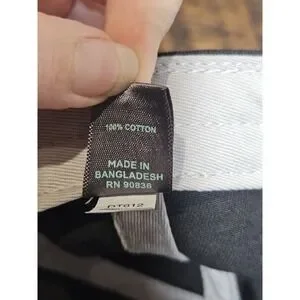 100% COTTON
MADE IN
BANGLADESH
RN 90836
DT612